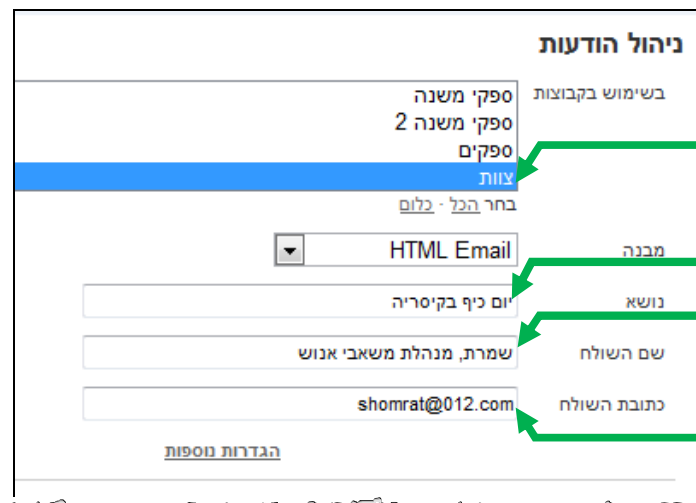 ניהול הודעות
בשימוש בקבוצות
ספקי משנה
ספקי משנה 2
ספקים
צוות
בחר הכל · כלום
מבנה HTML Email
נושא יום כיף בקיסריה
שם השולח שמרת, מנהלת משאבי אנוש
כתובת השולח shomrat@012.com
הגדרות נוספות